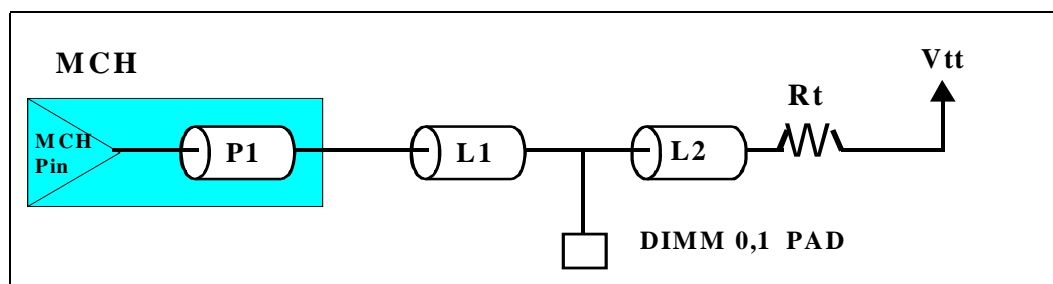 MCH
Vtt
Rt
MCH
Pin
P1
L1
L2
DIMM 0,1 PAD